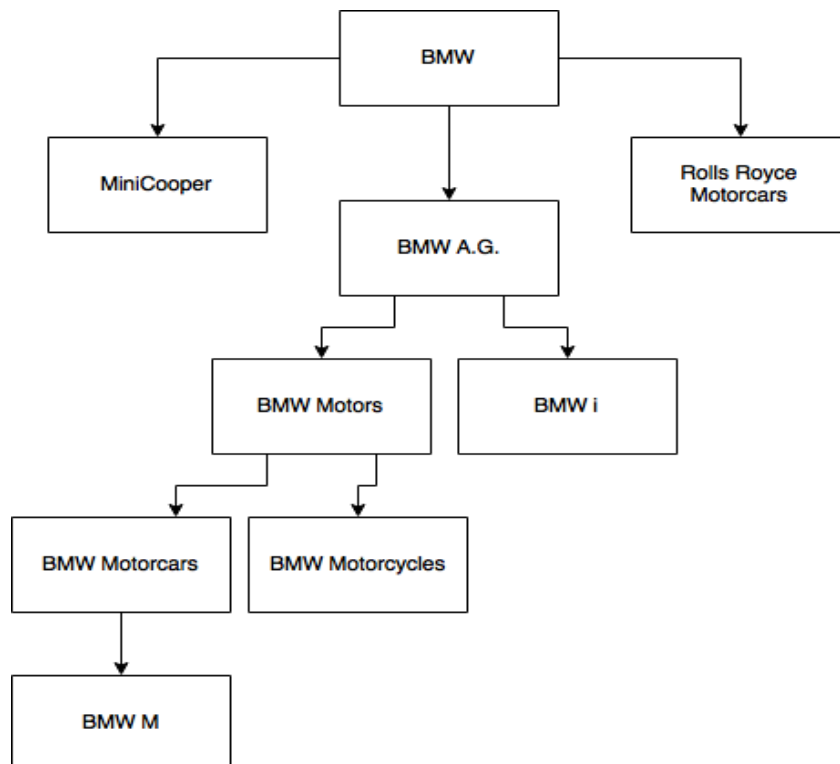 BMW
MiniCooper
Rolls Royce
Motorcars
BMW A.G.
BMW Motors
BMW i
BMW Motorcars
BMW Motorcycles
BMW M